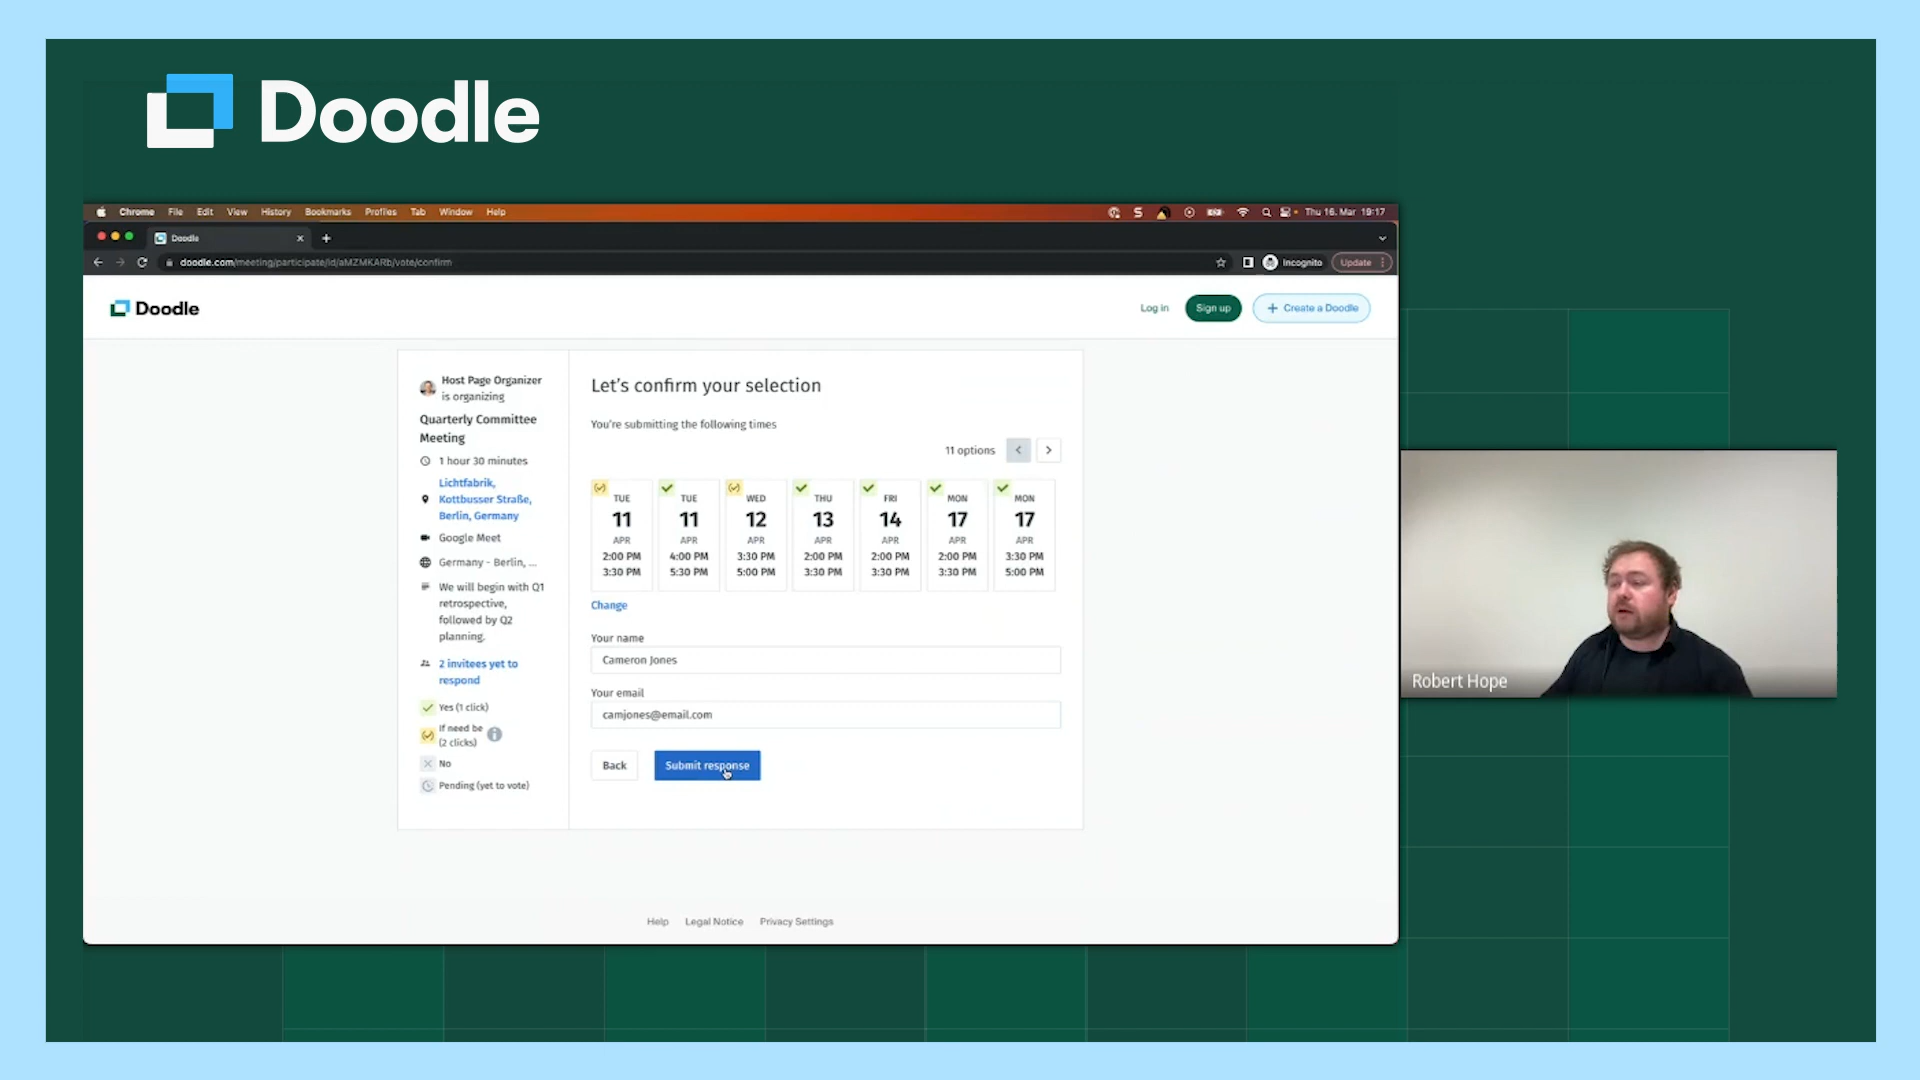 Doodle
Chrome File Edit View History Bookmarks Profiles Tab Window Help
Thu 16. Mar 19:17
Doodle
doodle.com/meeting/participate/id/aMZMKARb/vote/confirm
Incognito
Update
Doodle
Log in
Sign up
+ Create a Doodle
Host Page Organizer
is organizing
Quarterly Committee
Meeting
1 hour 30 minutes
Lichtfabrik,
Kottbusser Straße,
Berlin, Germany
Google Meet
Germany - Berlin, ...
We will begin with Q1
retrospective,
followed by Q2
planning.
2 invitees yet to
respond
Yes (1 click)
If need be
(2 clicks)
No
Pending (yet to vote)
Let's confirm your selection
You're submitting the following times
11 options
TUE TUE WED THU FRI MON MON
11 11 12 13 14 17 17
APR APR APR APR APR APR APR
2:00 PM 4:00 PM 3:30 PM 2:00 PM 2:00 PM 2:00 PM 3:30 PM
3:30 PM 5:30 PM 5:00 PM 3:30 PM 3:30 PM 3:30 PM 5:00 PM
Change
Your name
Cameron Jones
Your email
camjones@email.com
Back
Submit response
Help Legal Notice Privacy Settings
Robert Hope